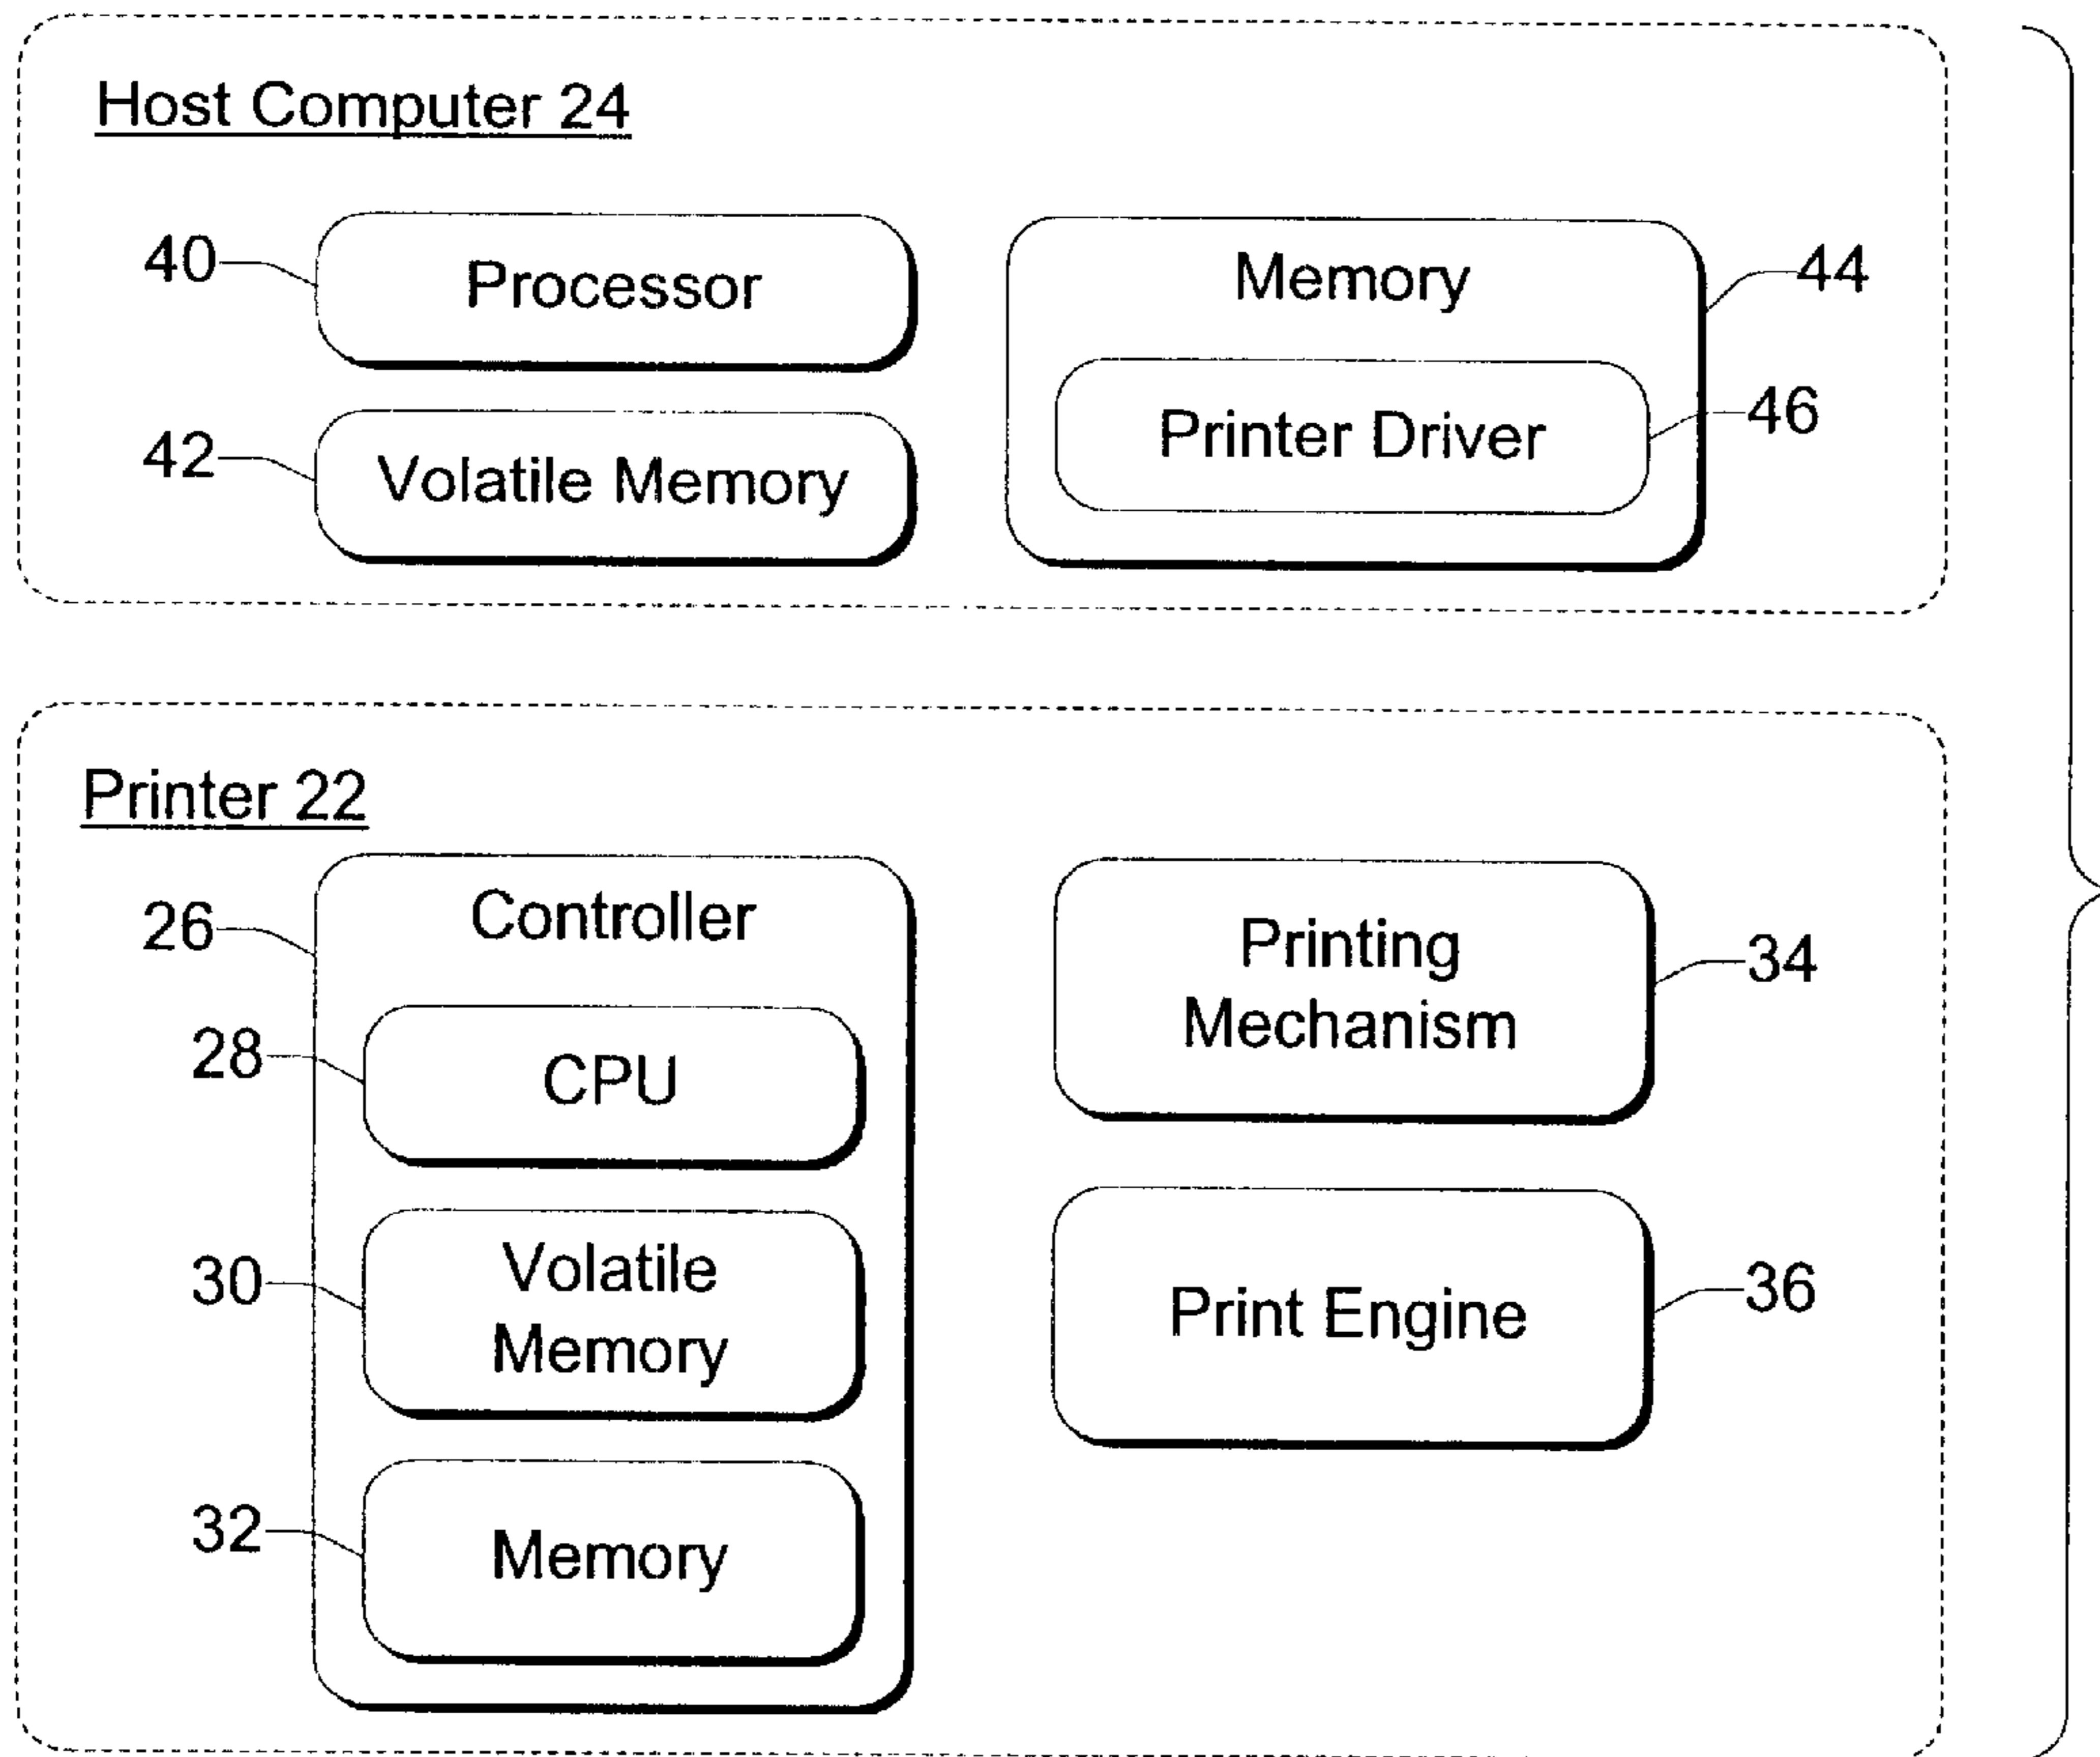 Host Computer 24
40
Processor
42
Volatile Memory
Memory
44
Printer Driver
46
Printer 22
26
Controller
28
CPU
30
Volatile
Memory
32
Memory
Printing
Mechanism
34
Print Engine
36